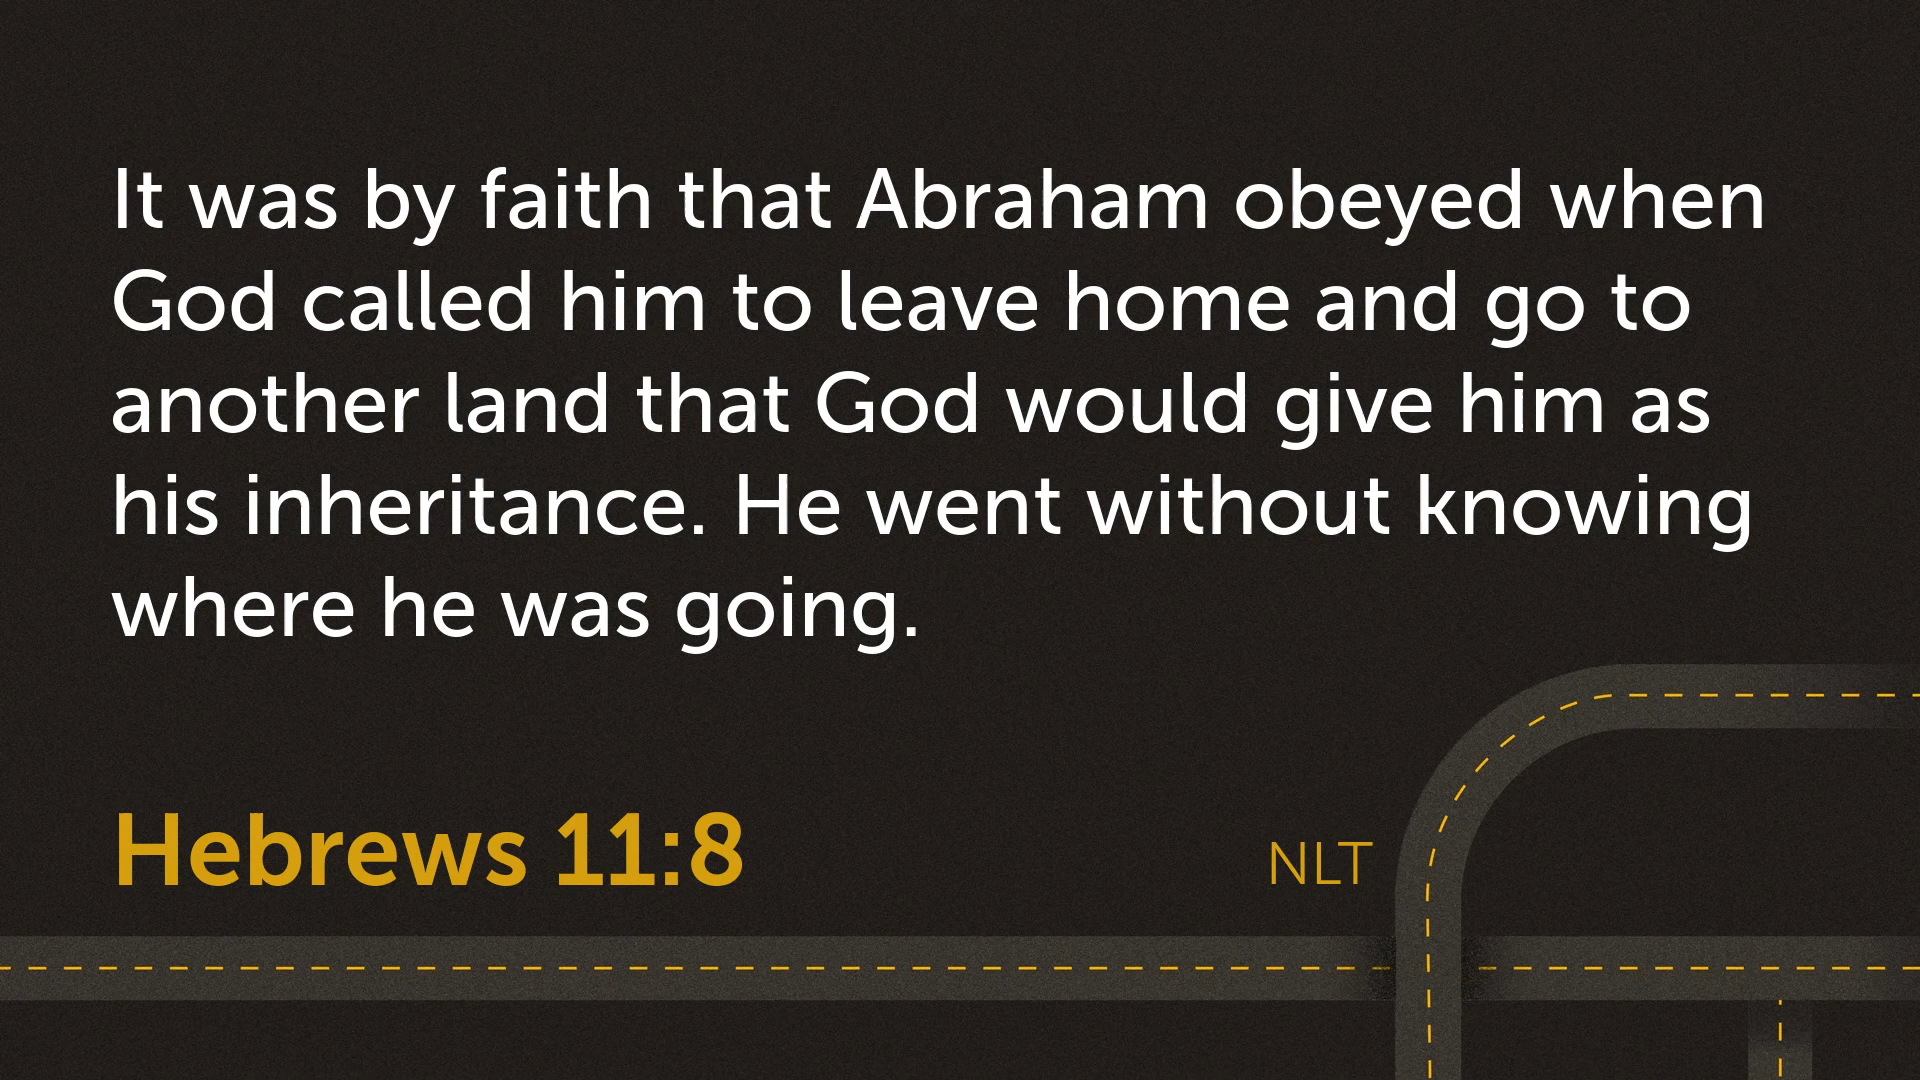 It was by faith that Abraham obeyed when
God called him to leave home and go to
another land that God would give him as
his inheritance. He went without knowing
where he was going.
Hebrews 11:8
NLT